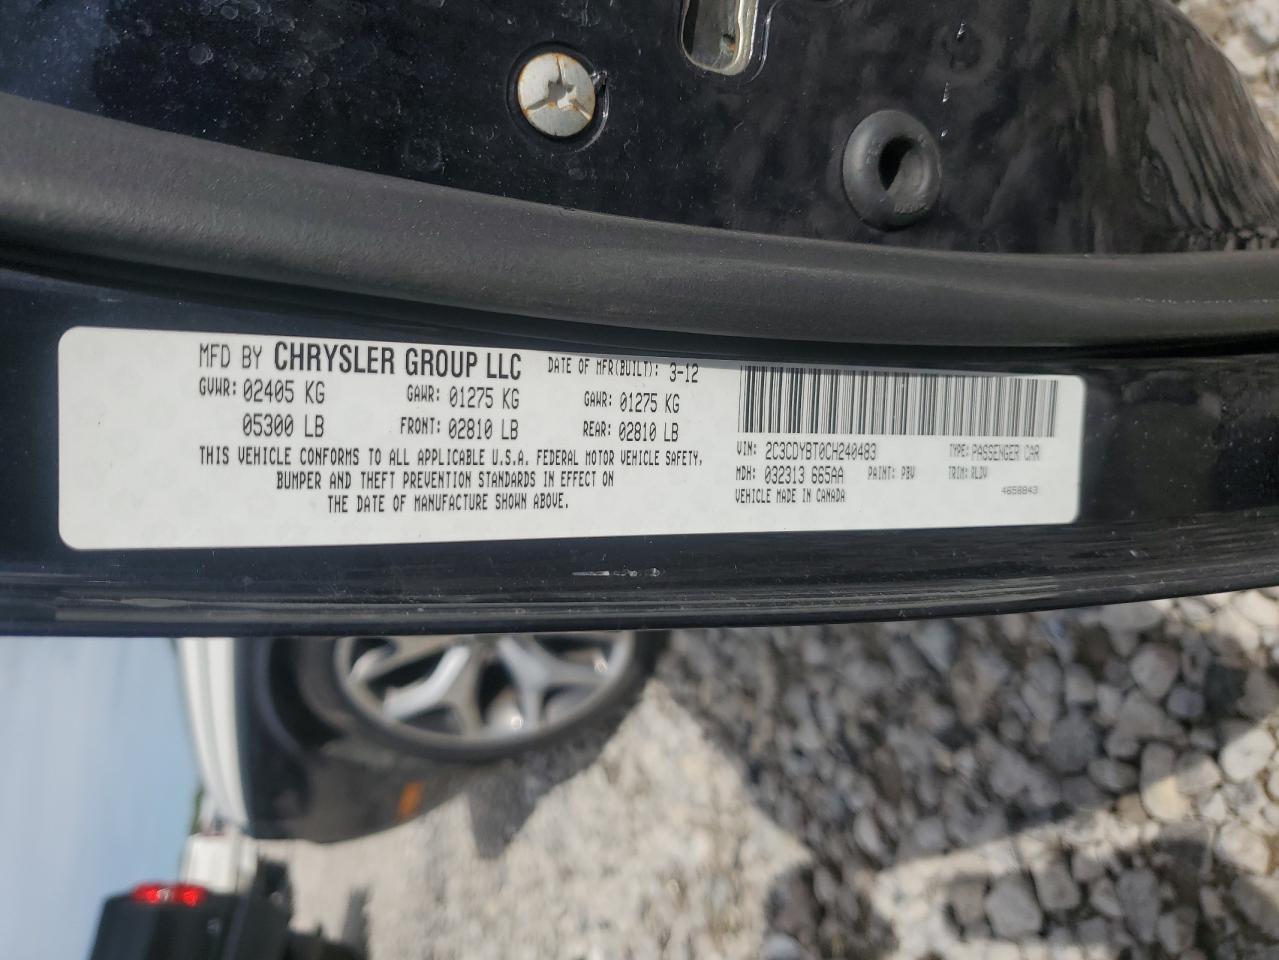 MFD BY CHRYSLER GROUP LLC DATE OF MFR(BUILT): 3-12
GVWR: 02405 KG GAWR: 01275 KG GAWR: 01275 KG
05300 LB FRONT: 02810 LB REAR: 02810 LB
THIS VEHICLE CONFORMS TO ALL APPLICABLE U.S.A. FEDERAL MOTOR VEHICLE SAFETY,
BUMPER AND THEFT PREVENTION STANDARDS IN EFFECT ON
THE DATE OF MANUFACTURE SHOWN ABOVE.
VIN: 2C3CDYBT0CH240483 TYPE: PASSENGER CAR
MDH: 032313 665AA PAINT: PBV TRIM: RLDV
VEHICLE MADE IN CANADA 4658843